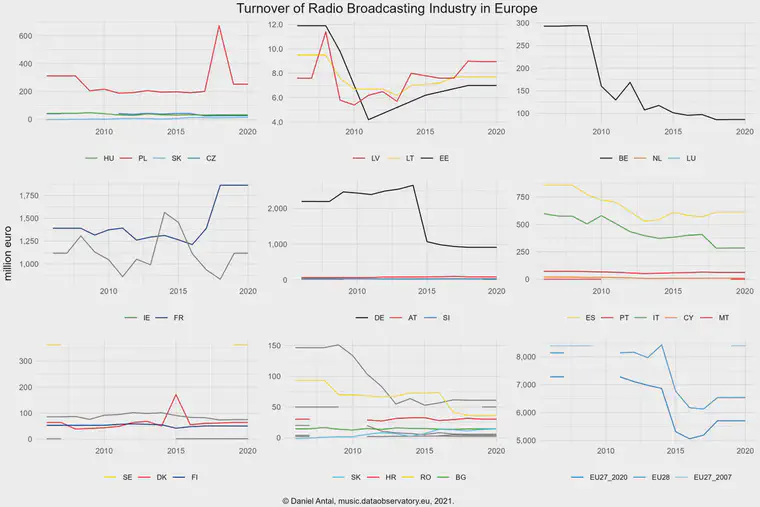 Turnover of Radio Broadcasting Industry in Europe
million euro
600
400
200
0
2010 2015 2020
HU PL SK CZ
12.0
10.0
8.0
6.0
4.0
2010 2015 2020
LV LT EE
300
250
200
150
100
2010 2015 2020
BE NL LU
1,750
1,500
1,250
1,000
2010 2015 2020
IE FR
2,000
1,000
0
2010 2015 2020
DE AT SI
750
500
250
0
2010 2015 2020
ES PT IT CY MT
300
200
100
0
2010 2015 2020
SE DK FI
150
100
50
0
2010 2015 2020
SK HR RO BG
8,000
7,000
6,000
5,000
2010 2015 2020
EU27_2020 EU28 EU27_2007
© Daniel Antal, music.dataobservatory.eu, 2021.